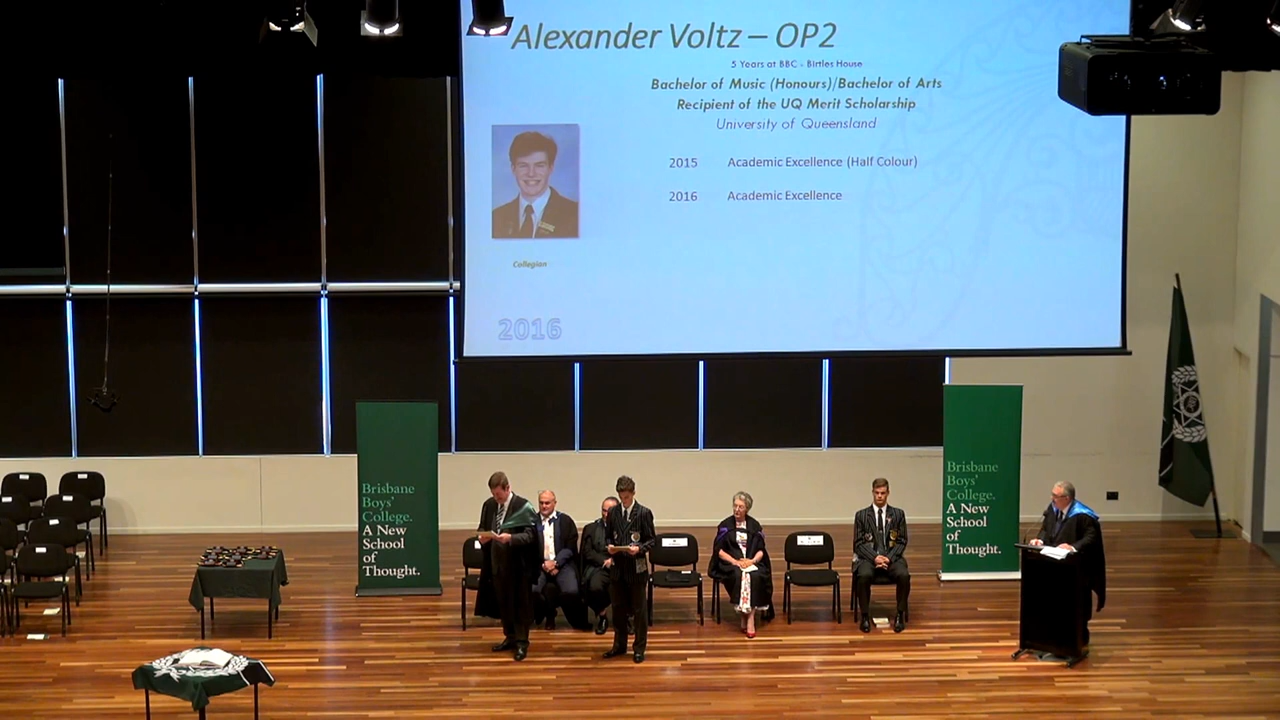 Alexander Voltz – OP2
5 Years at BBC - Birtles House
Bachelor of Music (Honours)/Bachelor of Arts
Recipient of the UQ Merit Scholarship
University of Queensland
2015 Academic Excellence (Half Colour)
2016 Academic Excellence
Collegian
2016
Brisbane
Boys'
College.
A New
School
of
Thought.
Brisbane
Boys'
College.
A New
School
of
Thought.